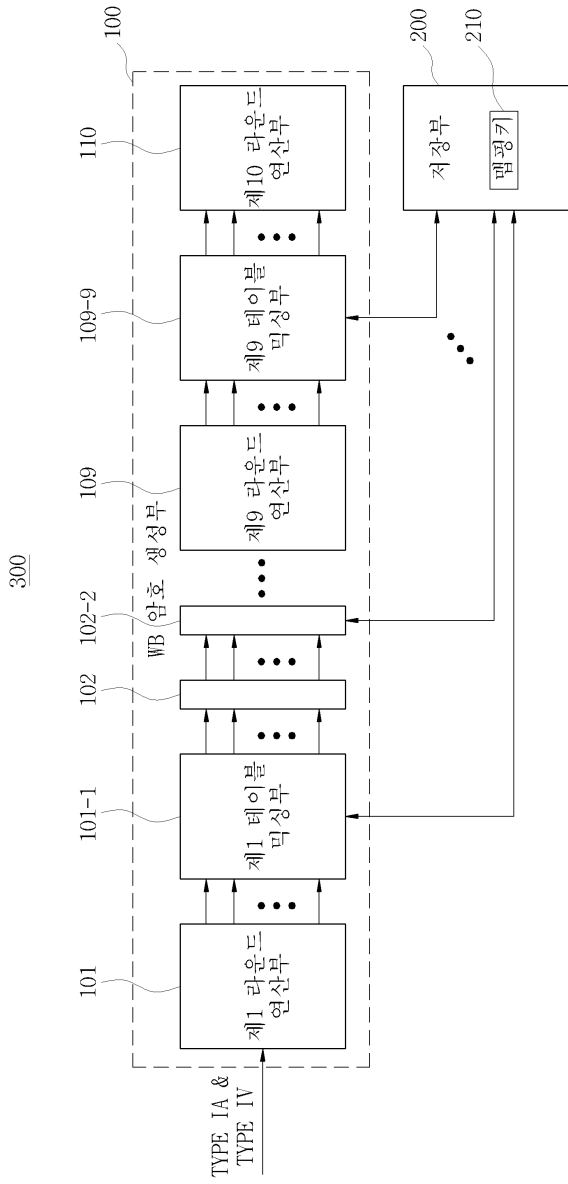 300
100
WB 암호 생성부
101
101-1
102
102-2
109
109-9
110
TYPE IA &
TYPE IV
제1 라운드
연산부
제1 테이블
믹싱부
제9 라운드
연산부
제9 테이블
믹싱부
제10 라운드
연산부
200
210
저장부
맵핑키